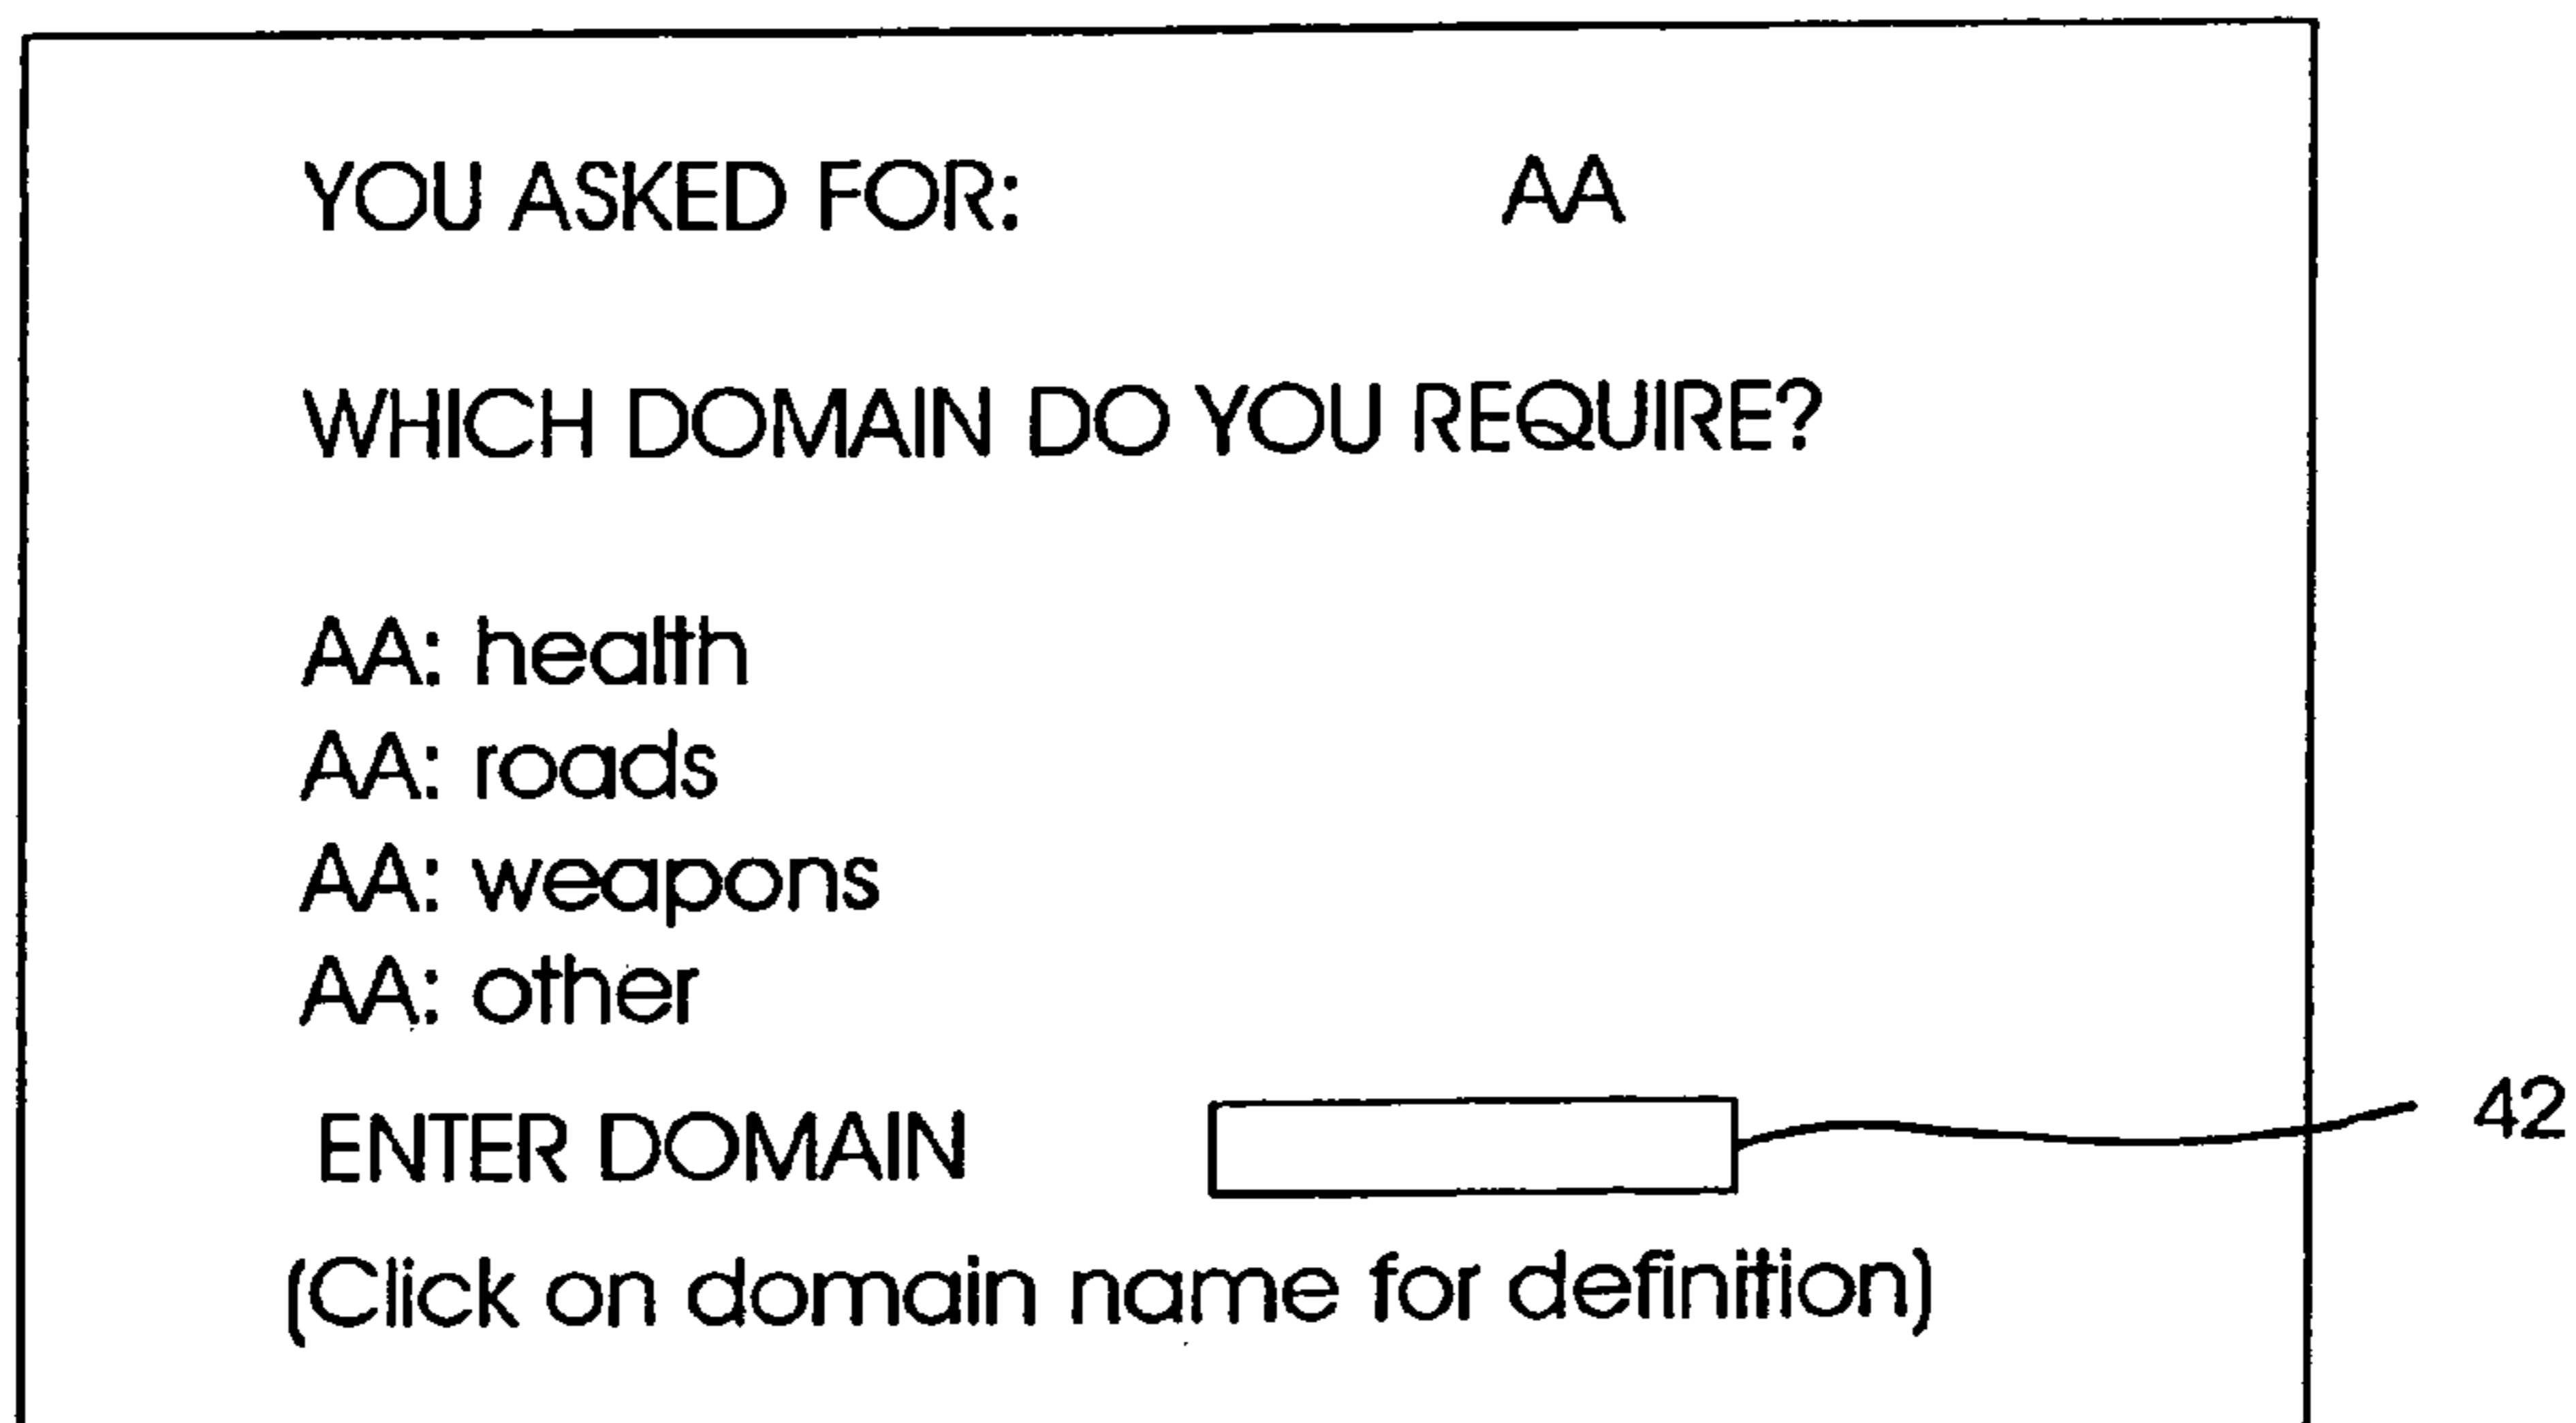 YOU ASKED FOR: AA
WHICH DOMAIN DO YOU REQUIRE?
AA: health
AA: roads
AA: weapons
AA: other
ENTER DOMAIN 42
(Click on domain name for definition)